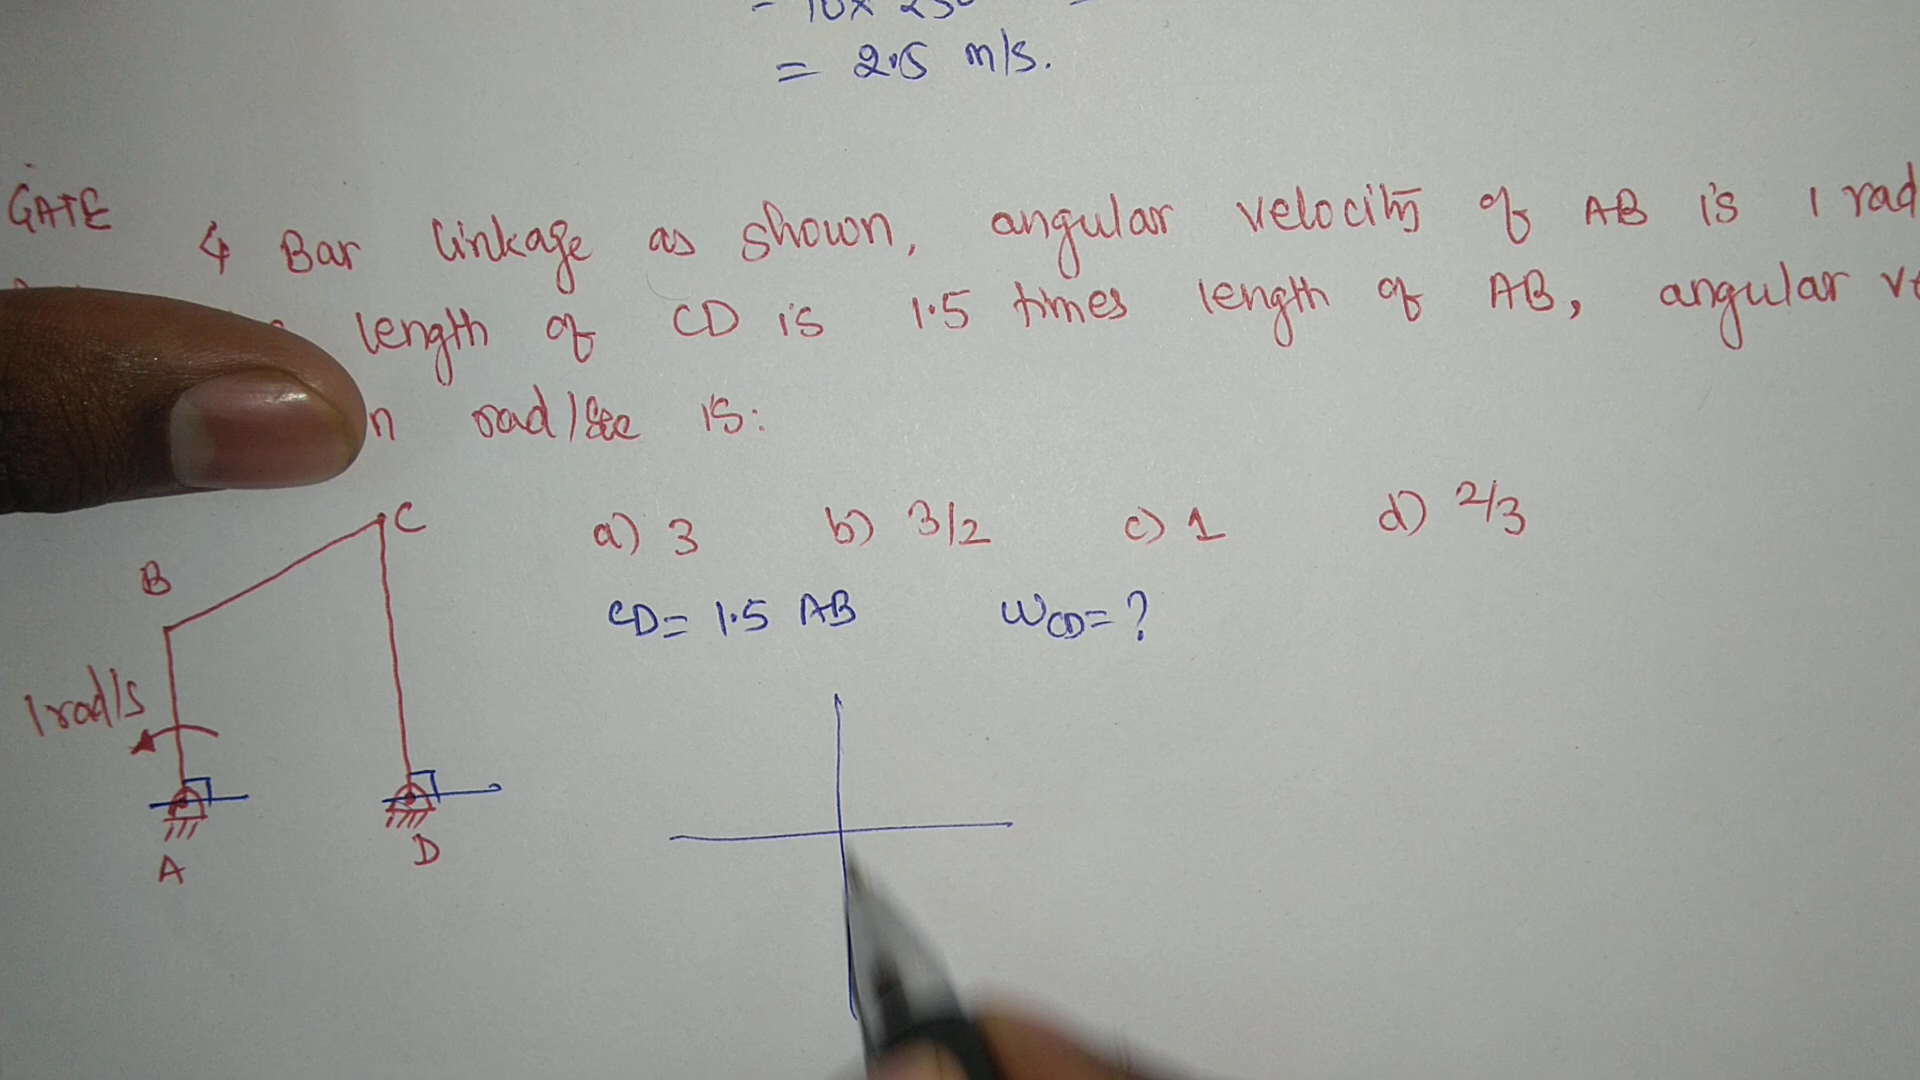 = 2.5 m/s.
GATE 4 Bar linkage as shown, angular velocity of AB is 1 rad
length of CD is 1.5 times length of AB, angular
rad/sec is:
a) 3 b) 3/2 c) 1 d) 2/3
CD = 1.5 AB ωCD = ?
B
C
1 rad/s
A
D